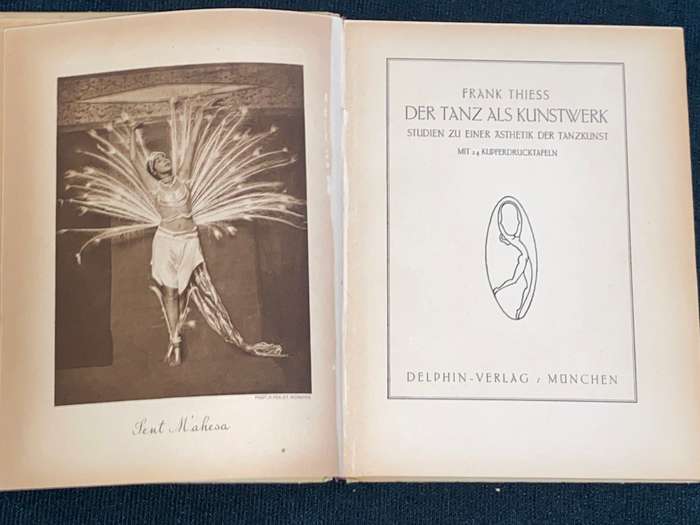 Sent M'ahesa
FRANK THIESS
DER TANZ ALS KUNSTWERK
STUDIEN ZU EINER ÄSTHETIK DER TANZKUNST
MIT 24 KUPFERDRUCKTAFELN
DELPHIN-VERLAG / MÜNCHEN